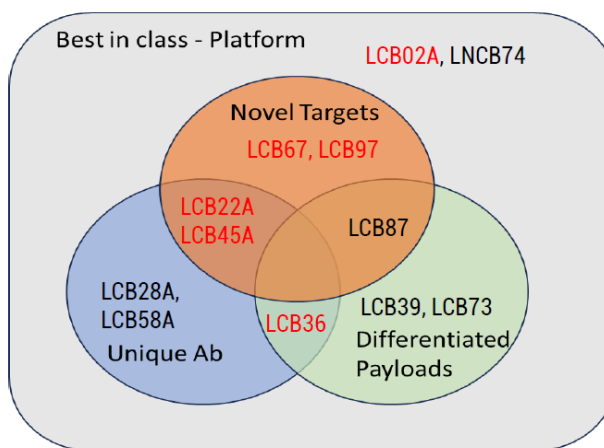 Best in class - Platform
LCB02A, LNCB74
Novel Targets
LCB67, LCB97
LCB22A
LCB45A
LCB87
LCB28A,
LCB58A
Unique Ab
LCB36
LCB39, LCB73
Differentiated
Payloads